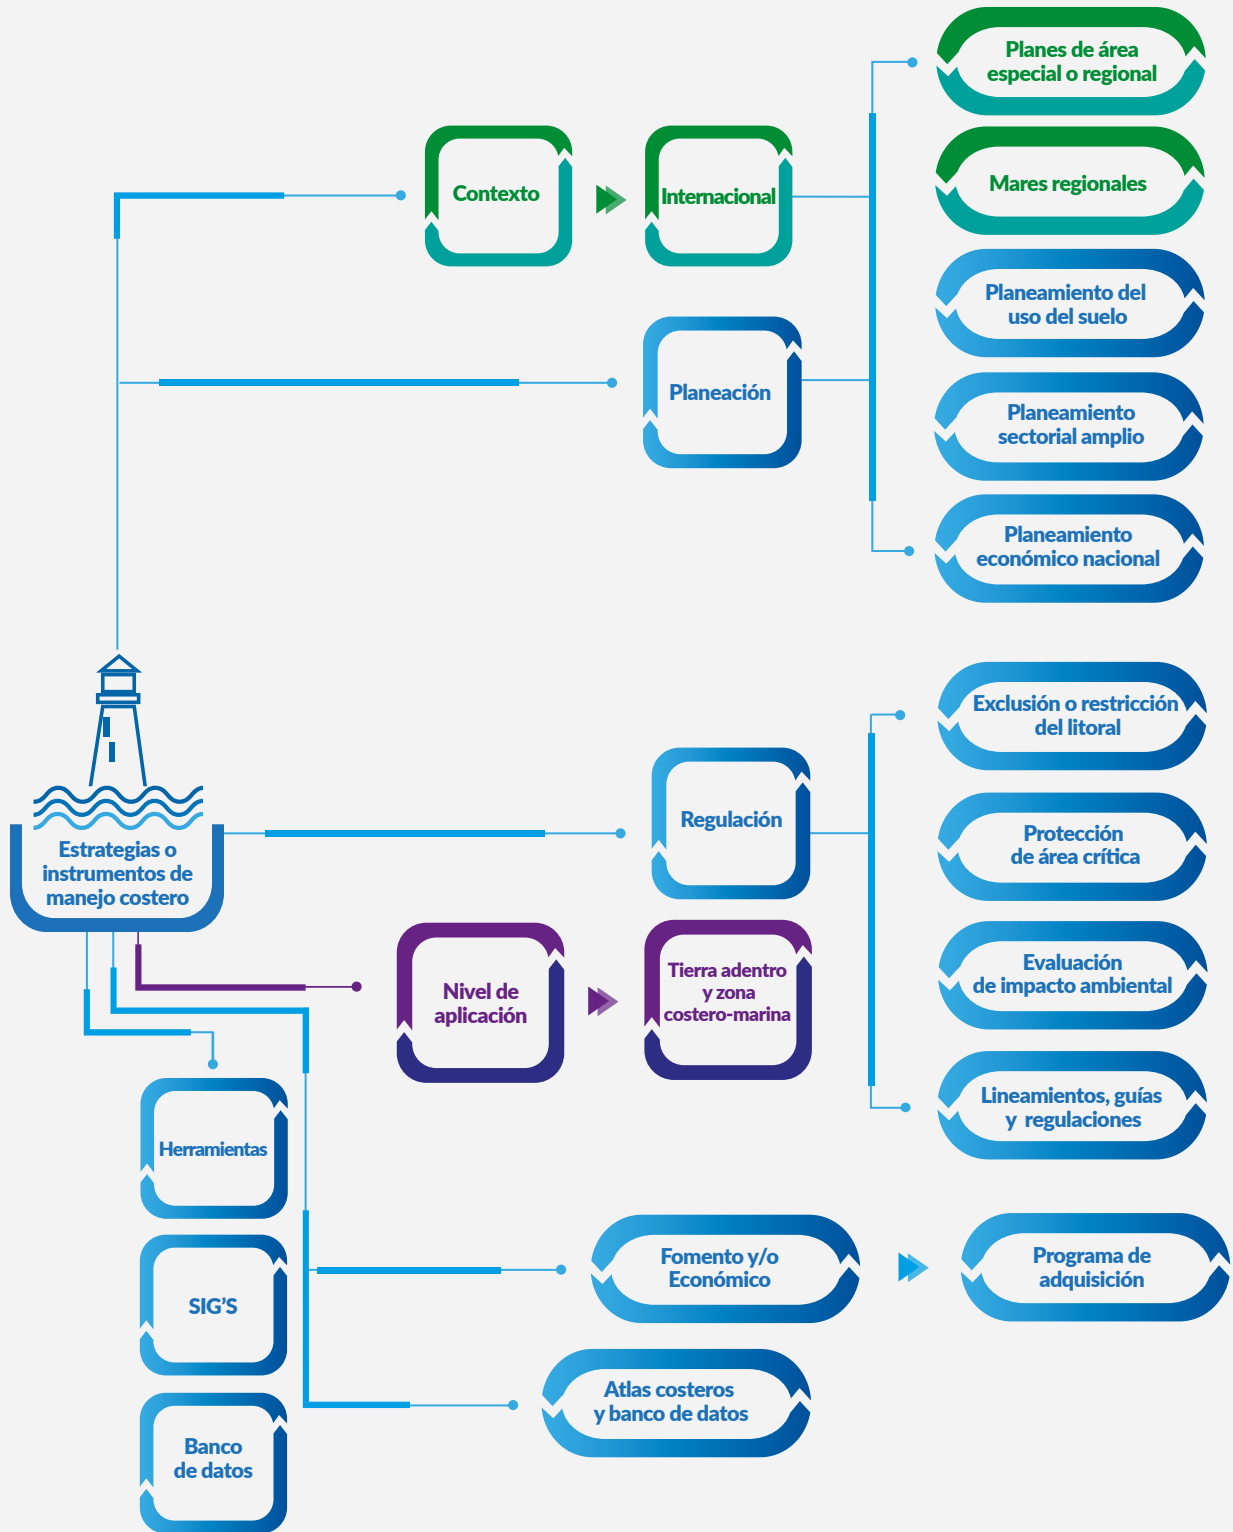 Planes de área
especial o regional
Contexto
Internacional
Mares regionales
Planeamiento del
uso del suelo
Planeación
Planeamiento
sectorial amplio
Planeamiento
económico nacional
Exclusión o restricción
del litoral
Regulación
Protección
de área crítica
Estrategias o
instrumentos de
manejo costero
Evaluación
de impacto ambiental
Nivel de
aplicación
Tierra adentro
y zona
costero-marina
Lineamientos, guías
y regulaciones
Herramientas
Fomento y/o
Económico
Programa de
adquisición
SIG'S
Atlas costeros
y banco de datos
Banco
de datos